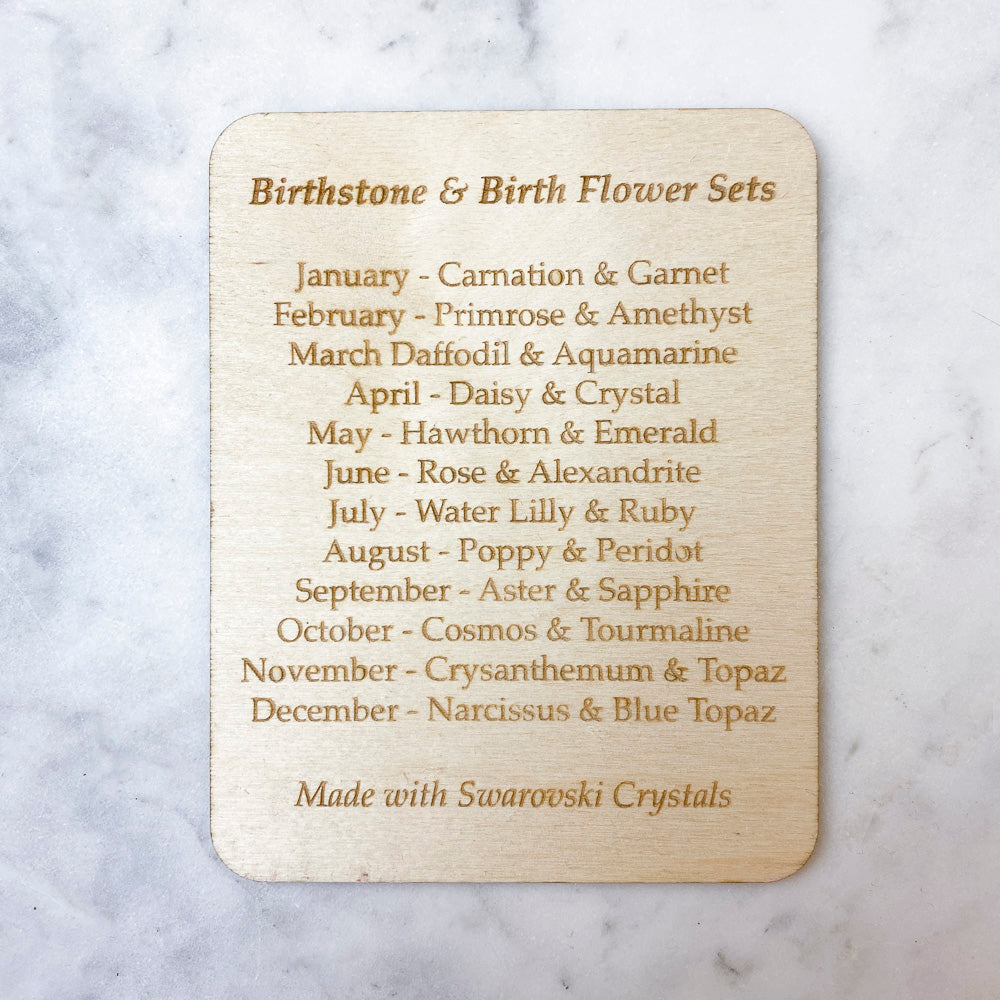 Birthstone & Birth Flower Sets
January - Carnation & Garnet
February - Primrose & Amethyst
March Daffodil & Aquamarine
April - Daisy & Crystal
May - Hawthorn & Emerald
June - Rose & Alexandrite
July - Water Lilly & Ruby
August - Poppy & Peridot
September - Aster & Sapphire
October - Cosmos & Tourmaline
November - Crysanthemum & Topaz
December - Narcissus & Blue Topaz
Made with Swarovski Crystals